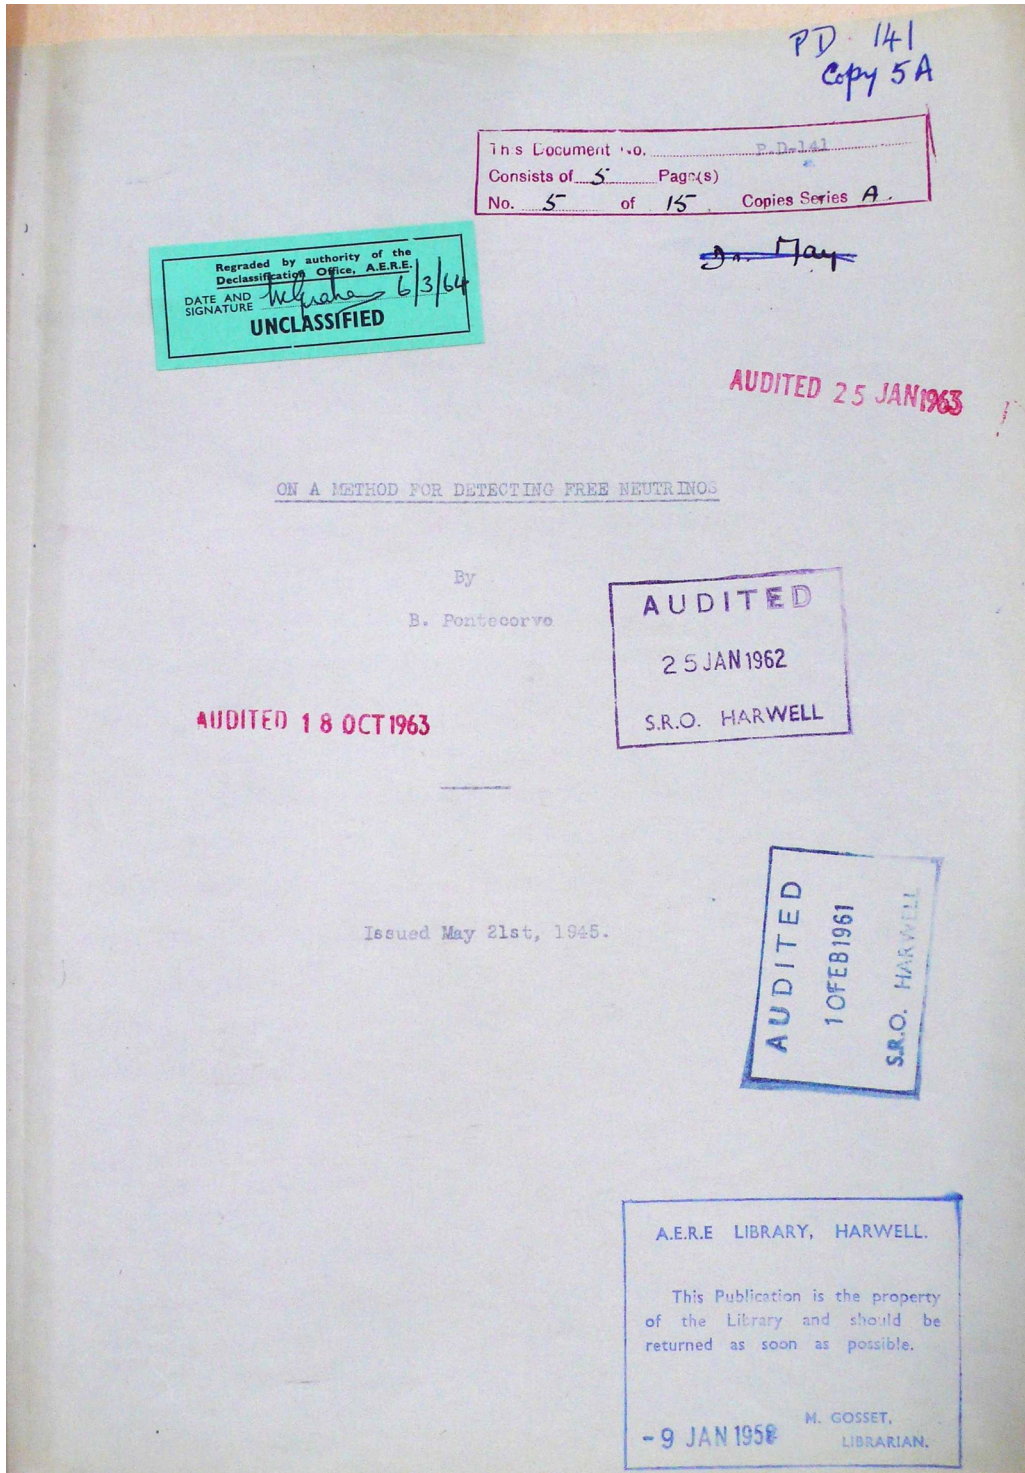 PD 141
Copy 5A
This Document No. P.D-141
Consists of 5 Page(s)
No. 5 of 15 Copies Series A.
Dr. May
Regraded by authority of the
Declassification Office, A.E.R.E.
DATE AND
SIGNATURE 6/3/64
UNCLASSIFIED
AUDITED 25 JAN 1963
ON A METHOD FOR DETECTING FREE NEUTRINOS
By
B. Pontecorvo
AUDITED
25 JAN 1962
S.R.O. HARWELL
AUDITED 18 OCT 1963
Issued May 21st, 1945.
AUDITED
10 FEB 1961
S.R.O. HARWELL
A.E.R.E LIBRARY, HARWELL.
This Publication is the property
of the Library and should be
returned as soon as possible.
M. GOSSET,
-9 JAN 1958
LIBRARIAN.